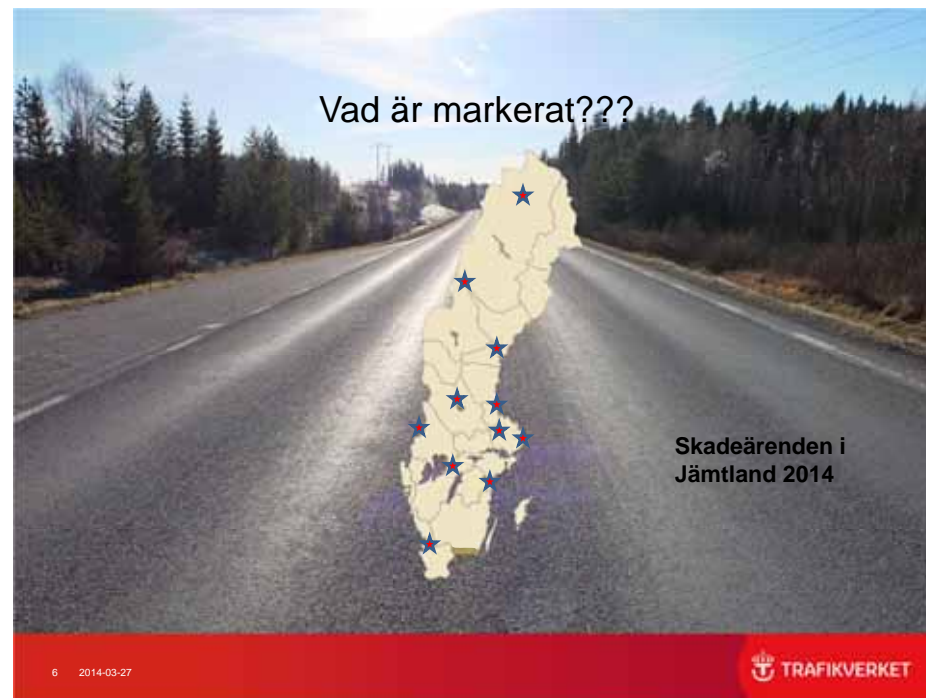 Vad är markerat???
Skadeärenden i
Jämtland 2014
6 2014-03-27
TRAFIKVERKET